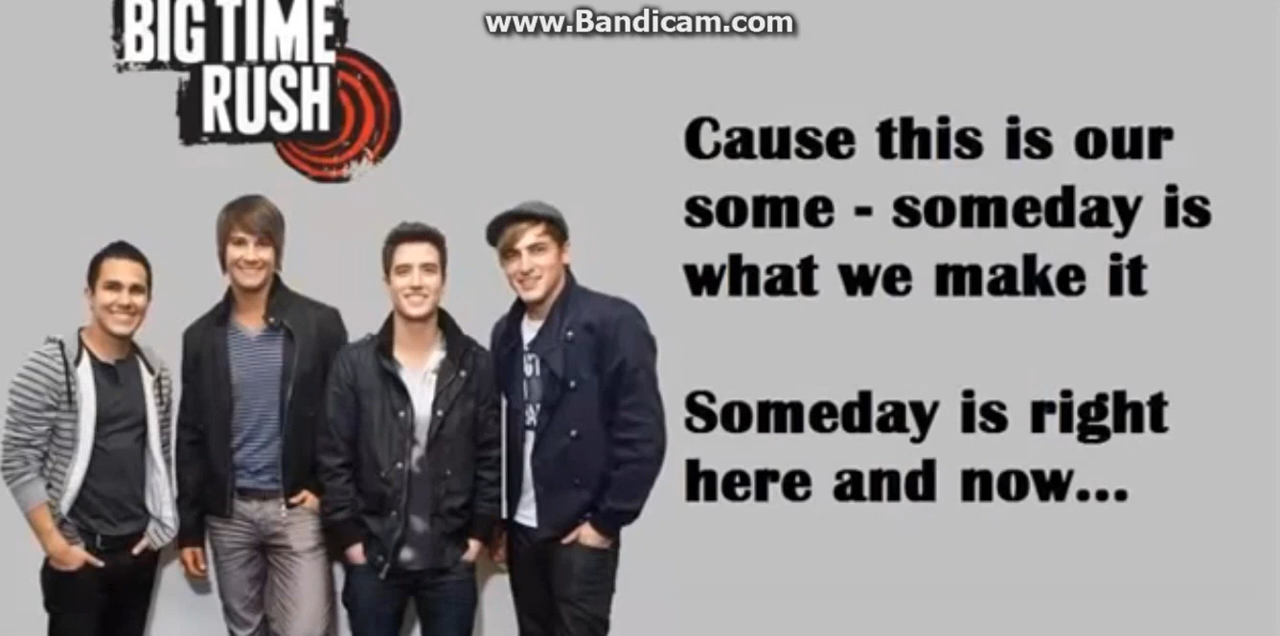 www.Bandicam.com
BIG TIME
RUSH
Cause this is our
some - someday is
what we make it
Someday is right
here and now...